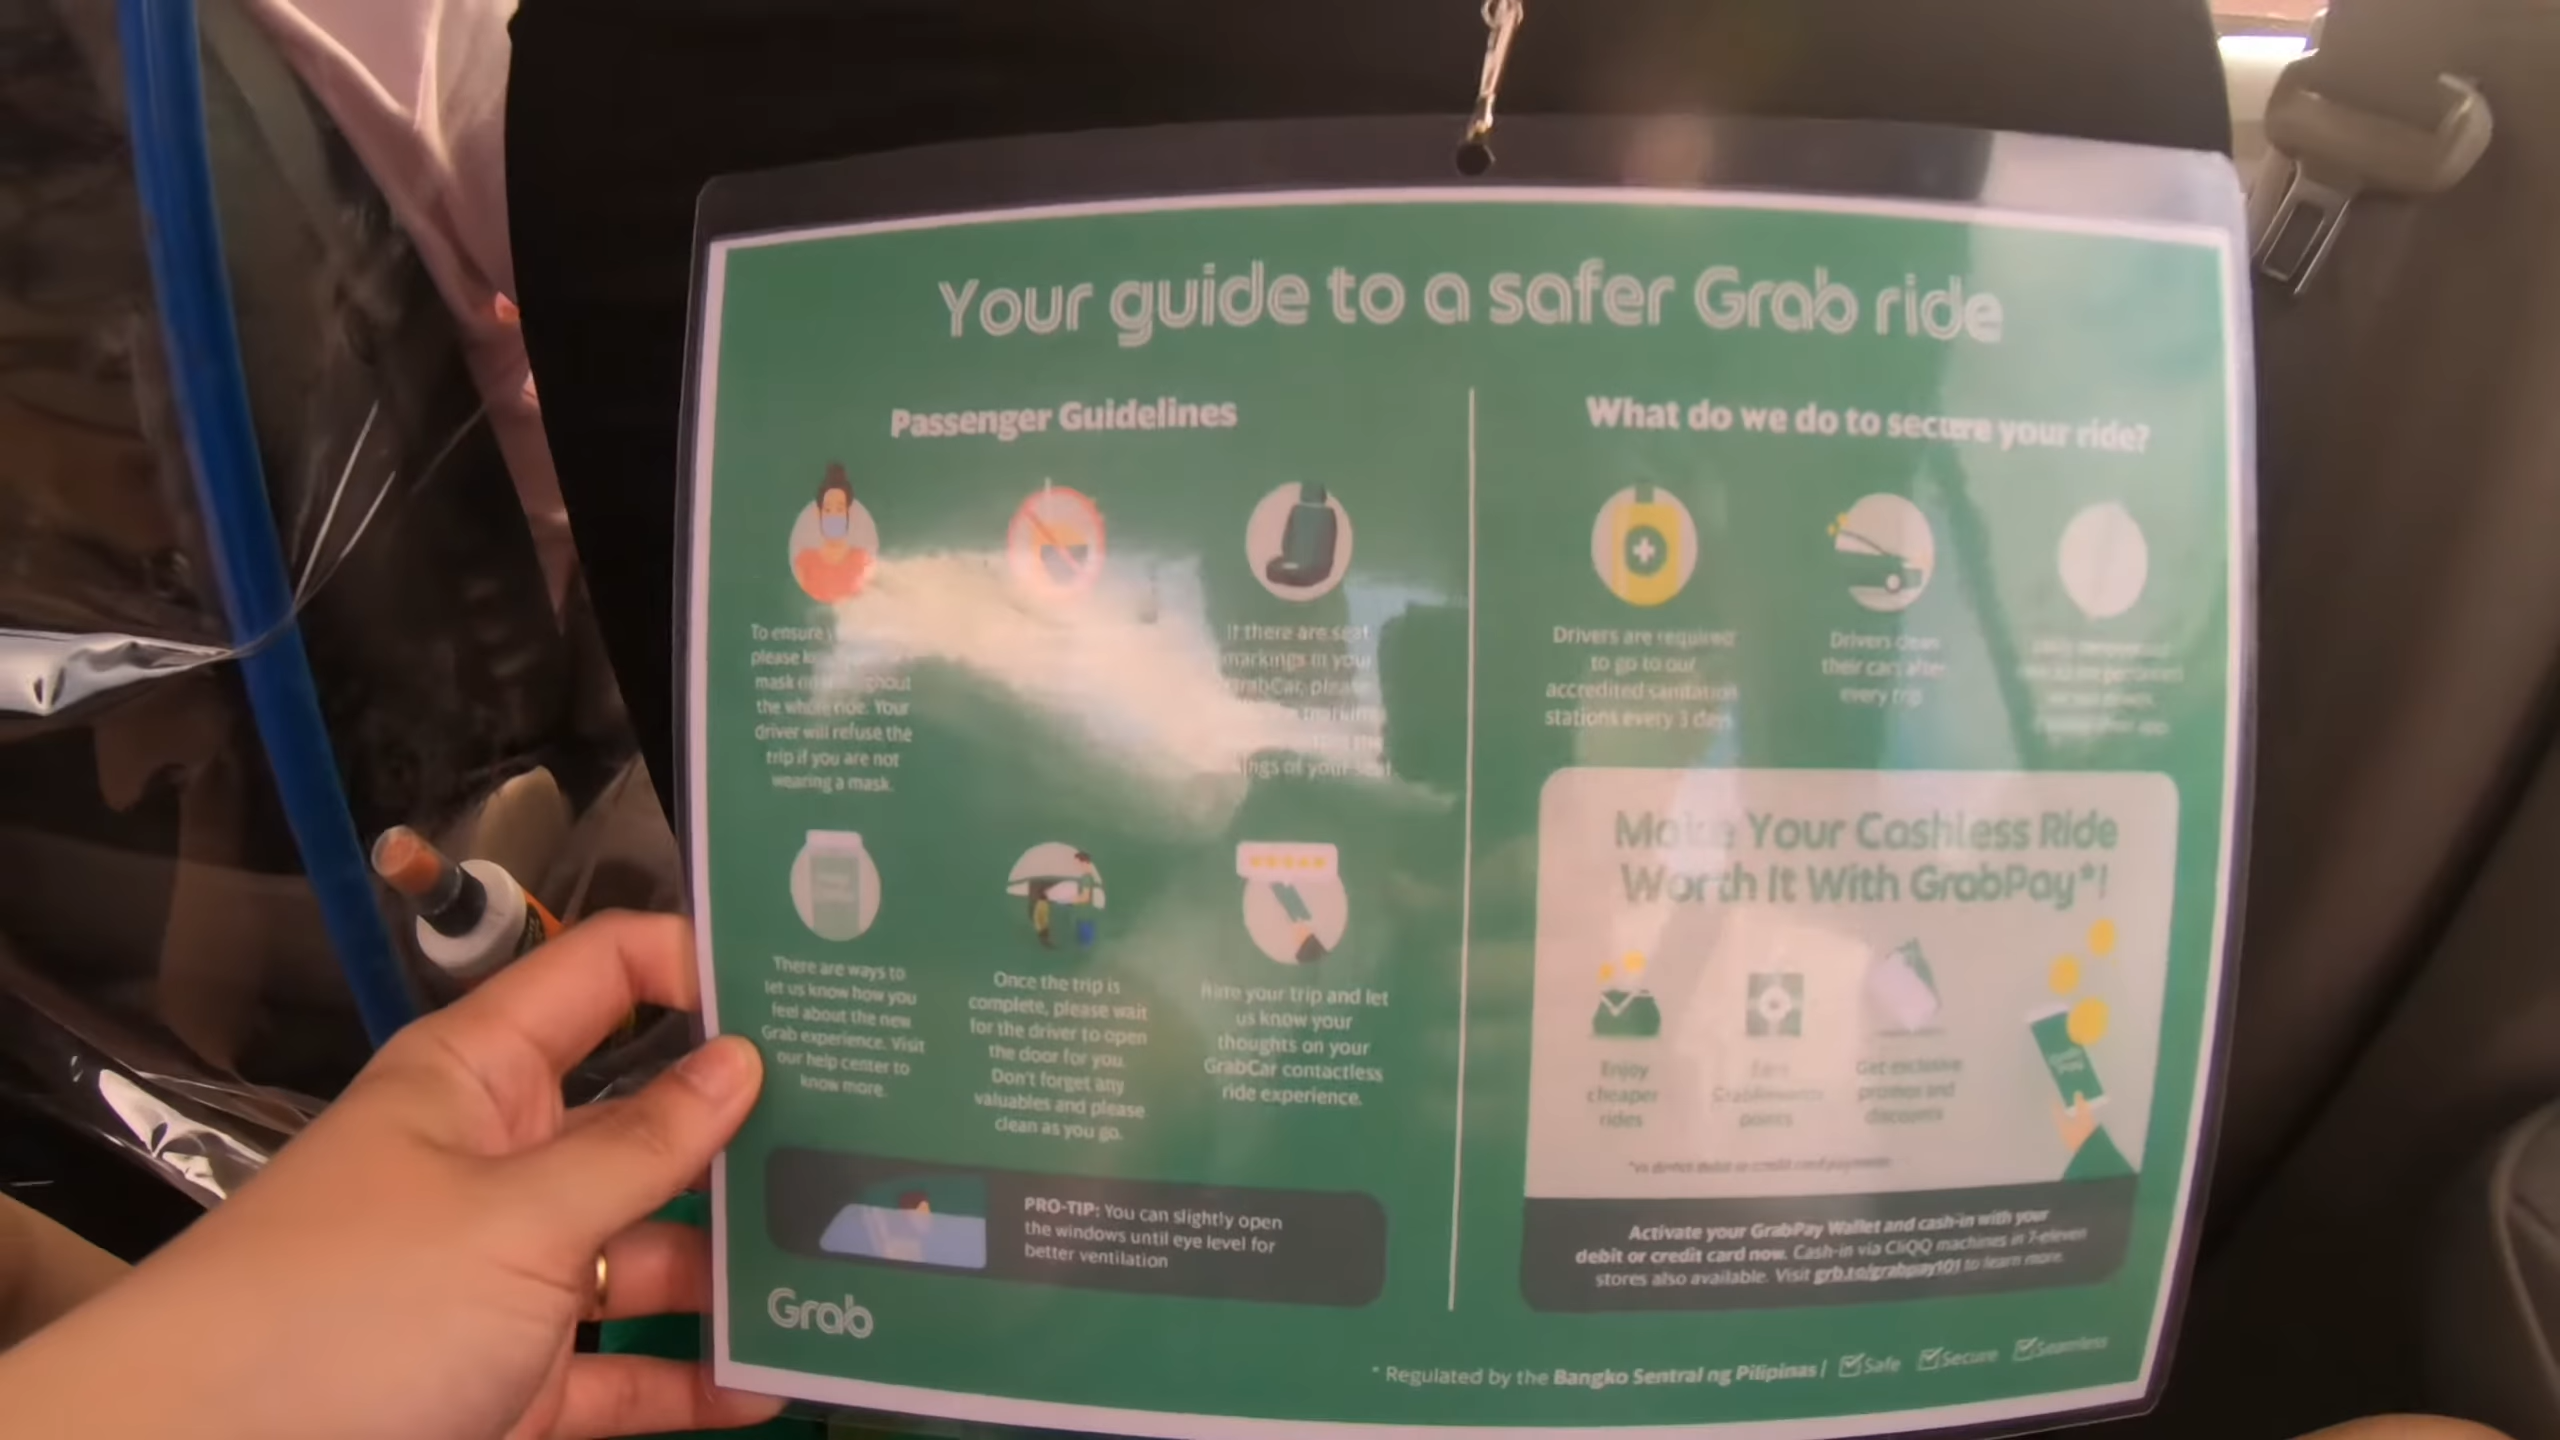 Your guide to a safer Grab ride
Passenger Guidelines
To ensure
please
mask
the whole ride. Your
driver will refuse the
trip if you are not
wearing a mask.
If there are seat
markings in your
GrabCar, please
of your seat
There are ways to
let us know how you
feel about the new
Grab experience. Visit
our help center to
know more.
Once the trip is
complete, please wait
for the driver to open
the door for you.
Don't forget any
valuables and please
clean as you go.
Rate your trip and let
us know your
thoughts on your
GrabCar contactless
ride experience.
PRO-TIP: You can slightly open
the windows until eye level for
better ventilation
Grab
What do we do to secure your ride?
Drivers are required
to go to our
accredited sanitation
stations every 3 days
Drivers clean
their cars after
every trip
Make Your Cashless Ride
Worth It With GrabPay*!
Enjoy
cheaper
rides
Earn
GrabRewards
points
Get exclusive
promos and
discounts
Activate your GrabPay Wallet and cash-in with your
debit or credit card now. Cash-in via CliQQ machines in 7-eleven
stores also available. Visit grb.to/grabpay101 to learn more.
* Regulated by the Bangko Sentral ng Pilipinas / Safe Secure Seamless